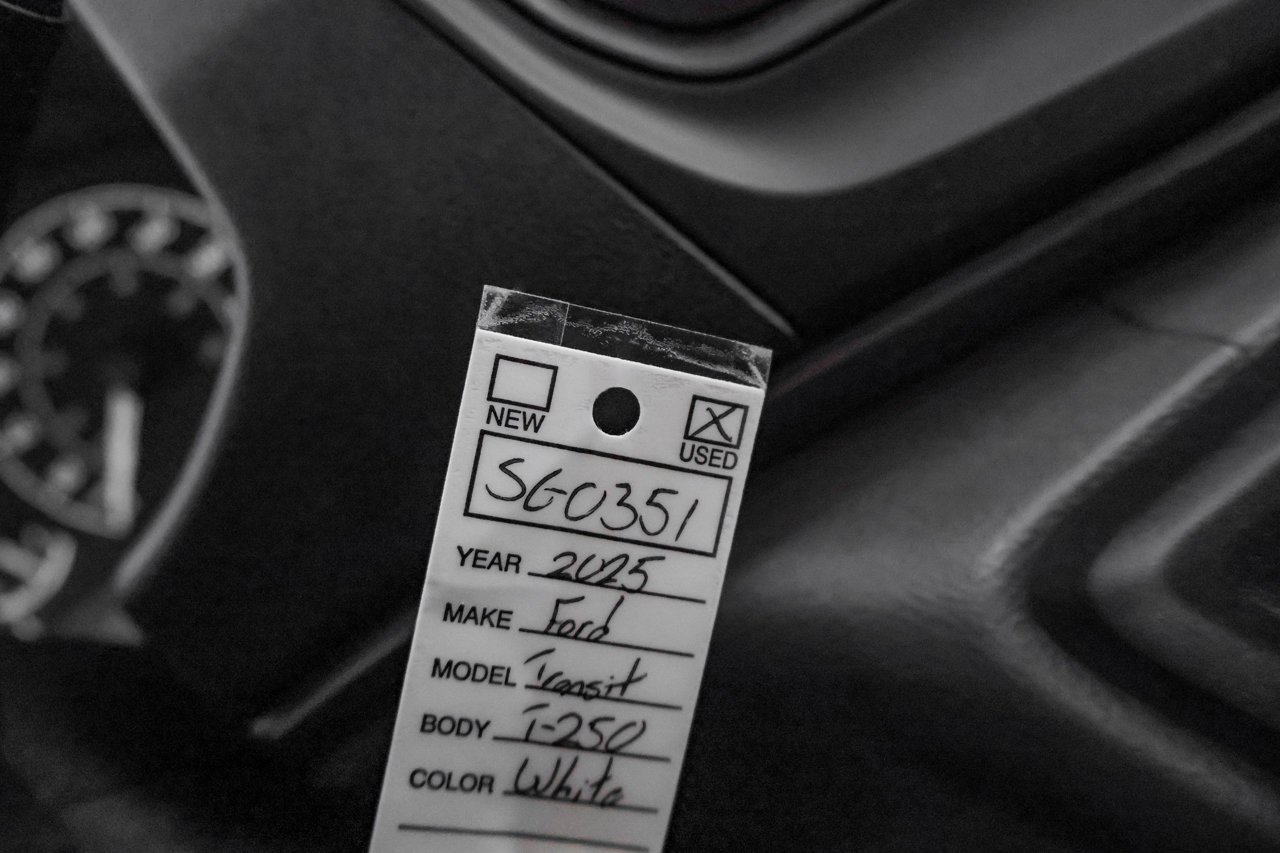 NEW X USED
SG-0351
YEAR 2025
MAKE Ford
MODEL Transit
BODY T-250
COLOR White